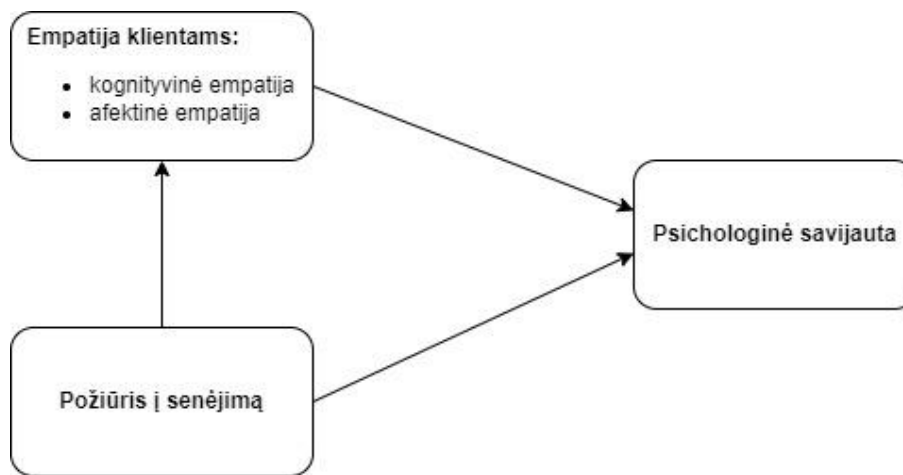 Empatija klientams:
• kognityvinė empatija
• afektinė empatija
Psichologinė savijauta
Požiūris į senėjimą